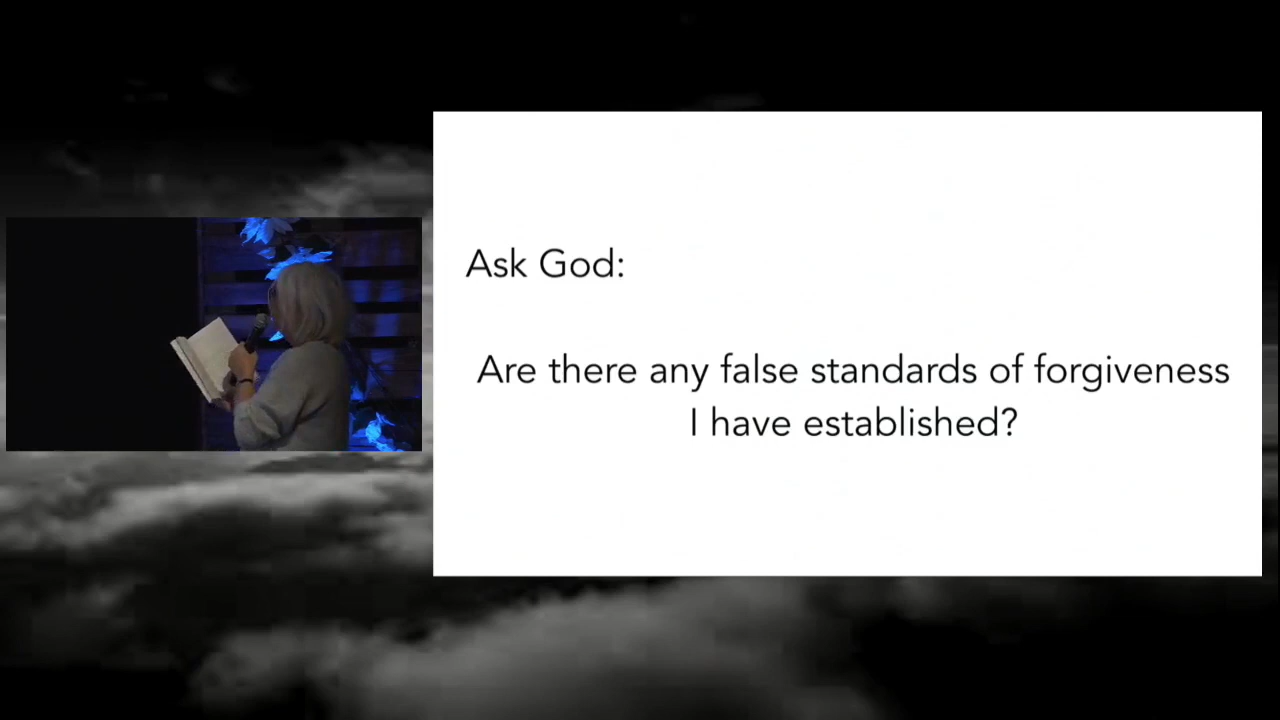 Ask God:
Are there any false standards of forgiveness
I have established?